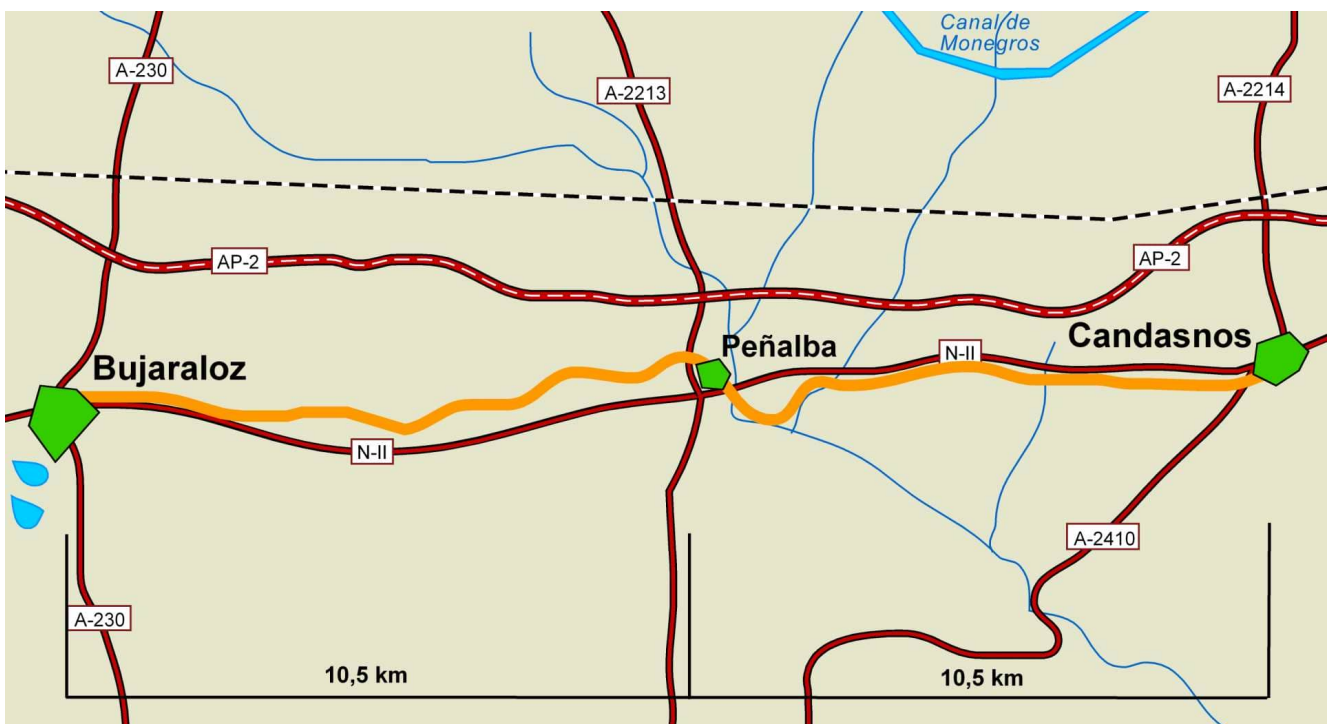 Canal de
Monegros
A-230
A-2213
A-2214
AP-2
AP-2
Candasnos
Peñalba
N-II
Bujaraloz
N-II
A-2410
A-230
10,5 km
10,5 km